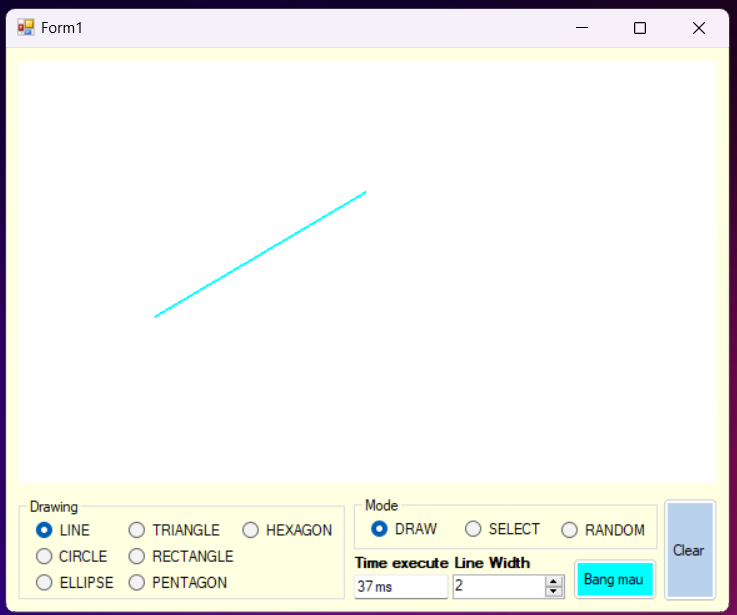 Form1
Drawing
LINE TRIANGLE HEXAGON
CIRCLE RECTANGLE
ELLIPSE PENTAGON
Mode
DRAW SELECT RANDOM
Time execute Line Width
37 ms 2
Bang mau
Clear